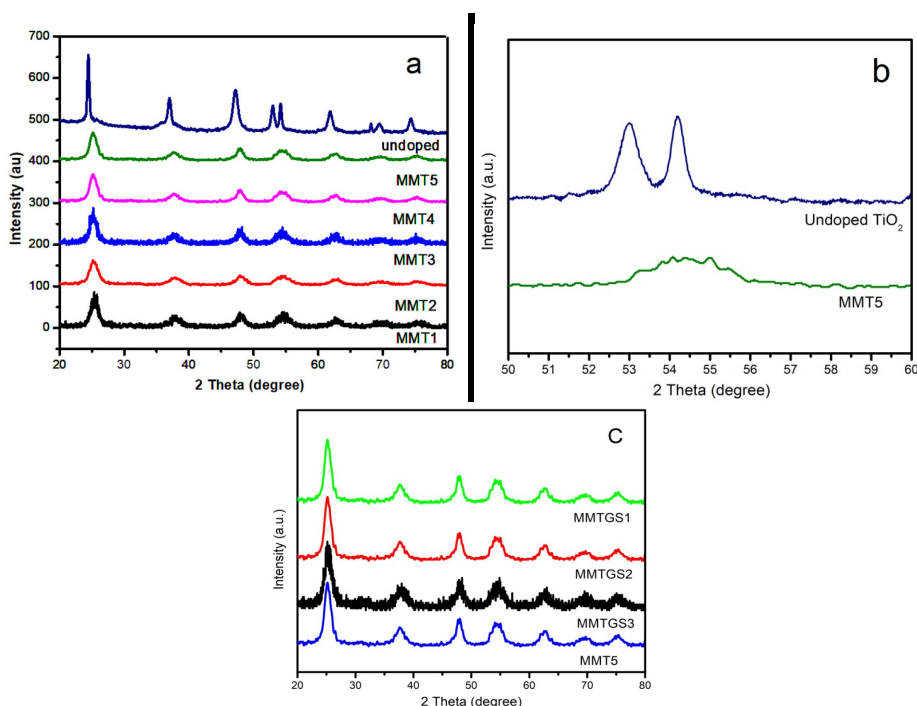 a
700
600
500
400
300
200
100
0
Intensity (au)
undoped
MMT5
MMT4
MMT3
MMT2
MMT1
20 30 40 50 60 70 80
2 Theta (degree)
b
Intensity (a.u.)
Undoped TiO₂
MMT5
50 51 52 53 54 55 56 57 58 59 60
2 Theta (degree)
c
Intensity (a.u.)
MMTGS1
MMTGS2
MMTGS3
MMT5
20 30 40 50 60 70 80
2 Theta (degree)